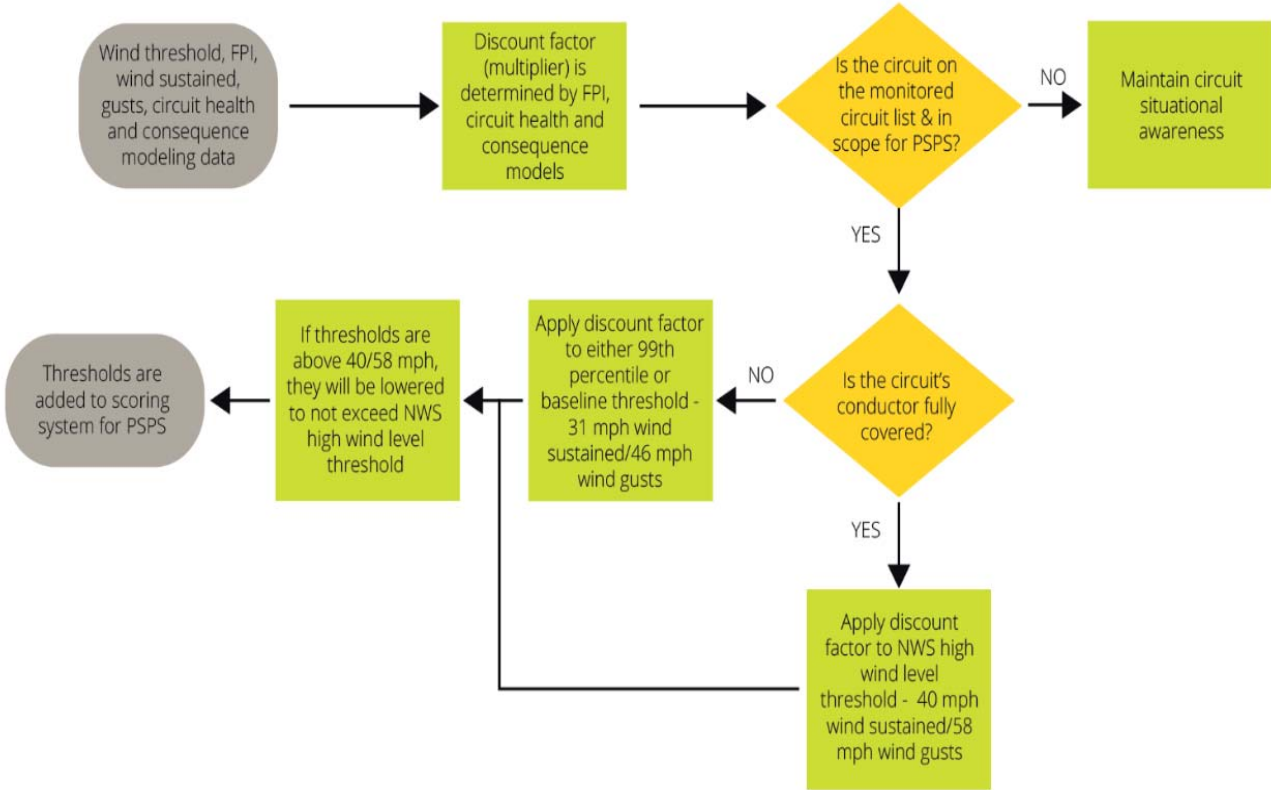 Wind threshold, FPI,
wind sustained,
gusts, circuit health
and consequence
modeling data
Discount factor
(multiplier) is
determined by FPI,
circuit health and
consequence
models
Is the circuit on
the monitored
circuit list & in
scope for PSPS?
NO
Maintain circuit
situational
awareness
YES
Is the circuit's
conductor fully
covered?
NO
Apply discount factor
to either 99th
percentile or
baseline threshold -
31 mph wind
sustained/46 mph
wind gusts
If thresholds are
above 40/58 mph,
they will be lowered
to not exceed NWS
high wind level
threshold
Thresholds are
added to scoring
system for PSPS
YES
Apply discount
factor to NWS high
wind level
threshold - 40 mph
wind sustained/58
mph wind gusts